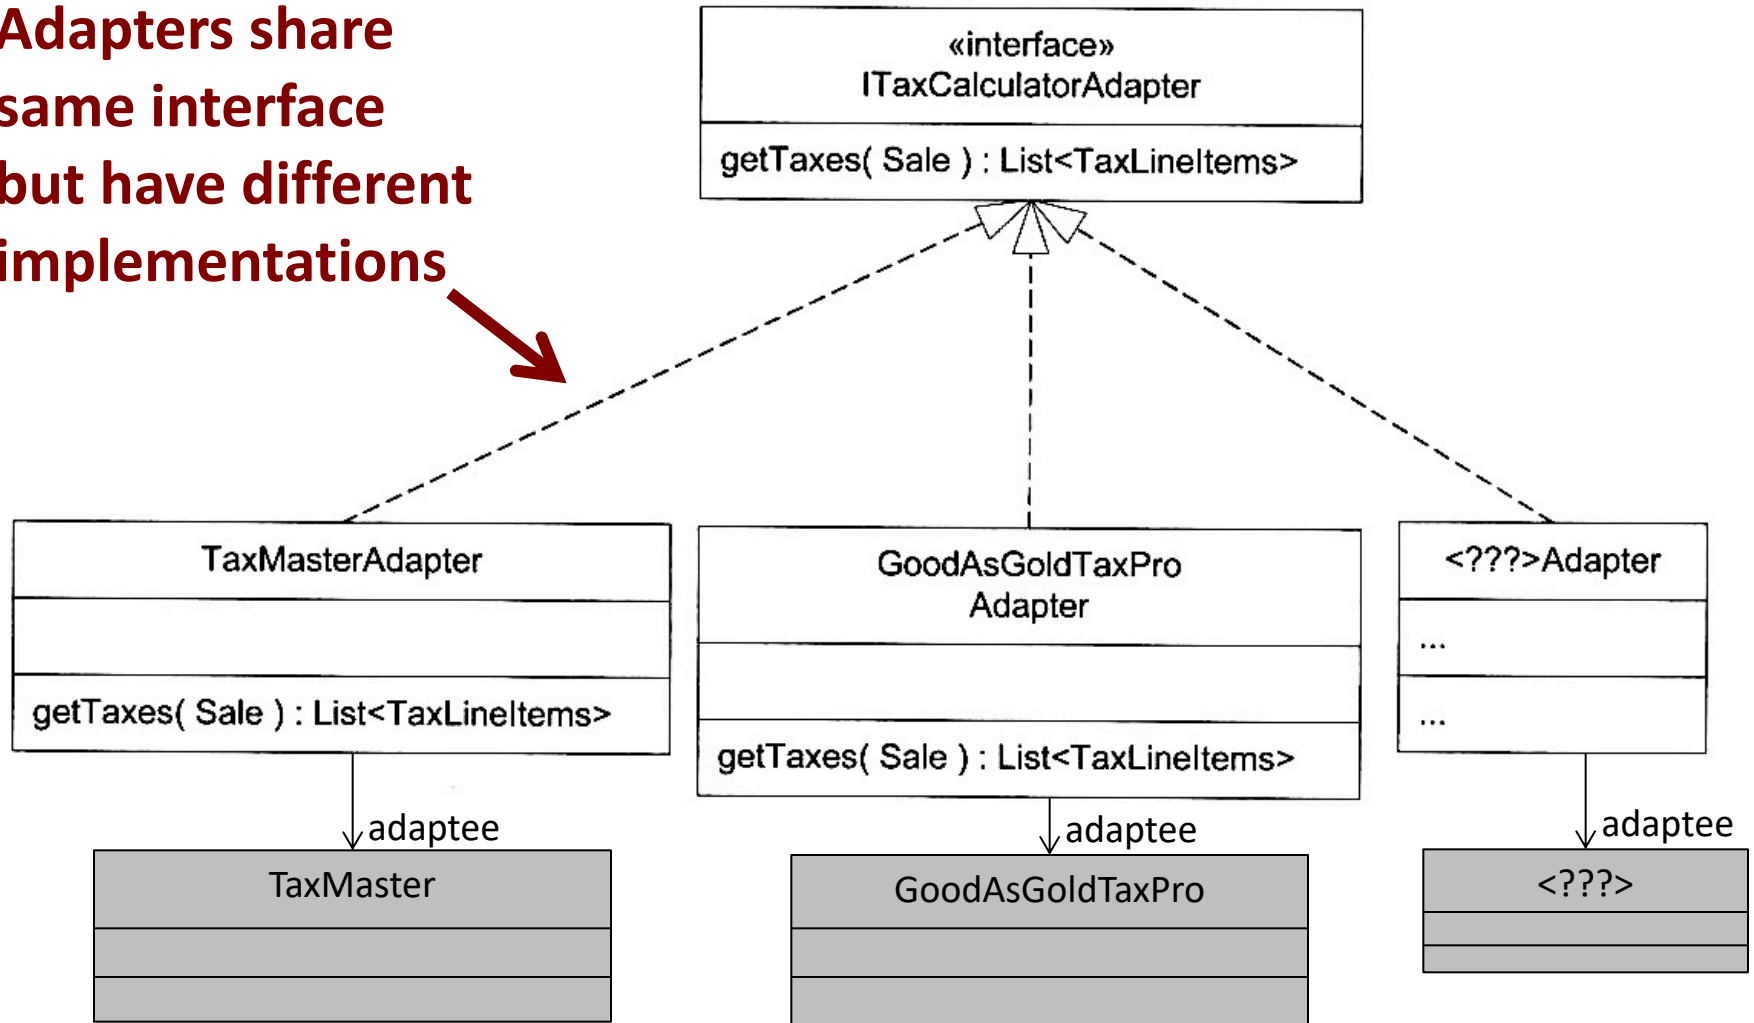 Adapters share
same interface
but have different
implementations
«interface»
ITaxCalculatorAdapter
getTaxes( Sale ) : List<TaxLineItems>
TaxMasterAdapter
getTaxes( Sale ) : List<TaxLineItems>
GoodAsGoldTaxPro
Adapter
getTaxes( Sale ) : List<TaxLineItems>
<???>Adapter
...
...
adaptee
adaptee
adaptee
TaxMaster
GoodAsGoldTaxPro
<???>